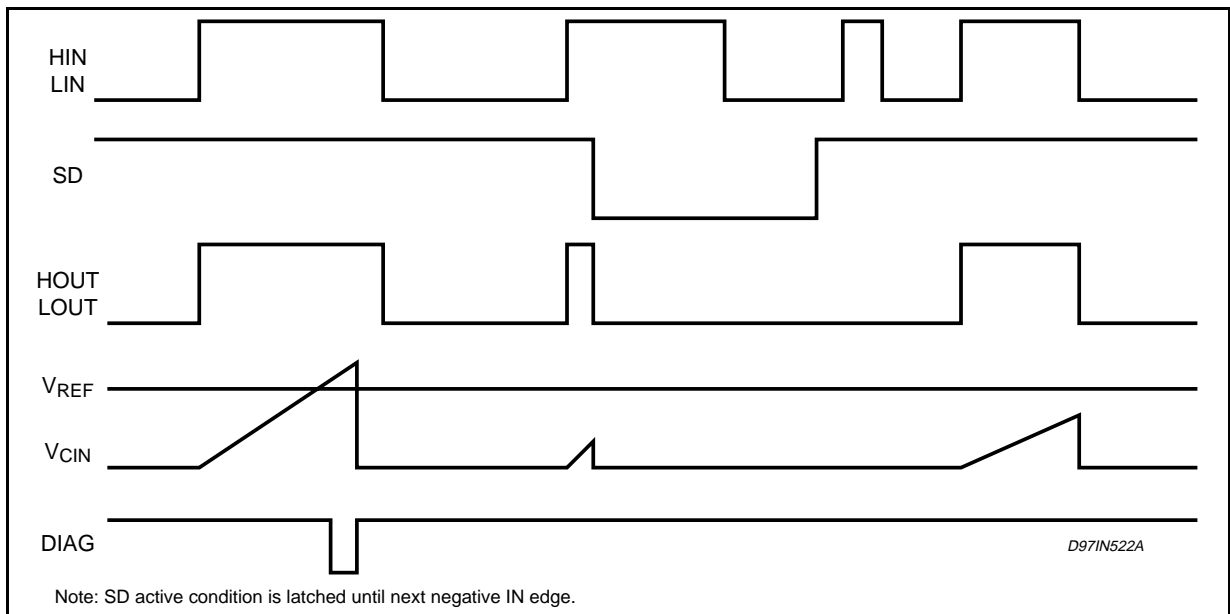 HIN
LIN
SD
HOUT
LOUT
VREF
VCIN
DIAG
D97IN522A
Note: SD active condition is latched until next negative IN edge.